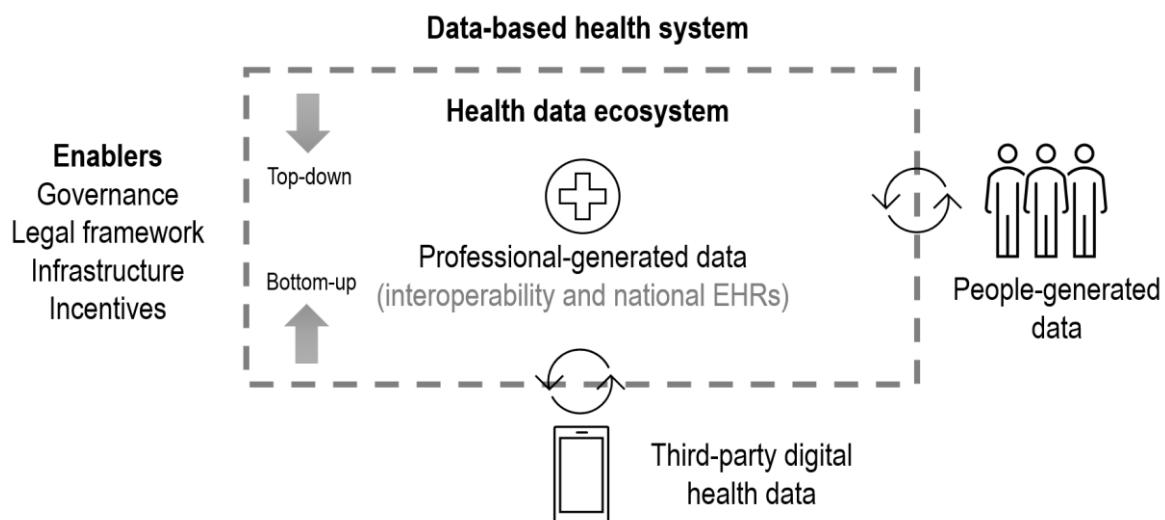 Data-based health system
Health data ecosystem
Enablers
Governance
Legal framework
Infrastructure
Incentives
Top-down
Bottom-up
Professional-generated data
(interoperability and national EHRs)
People-generated
data
Third-party digital
health data